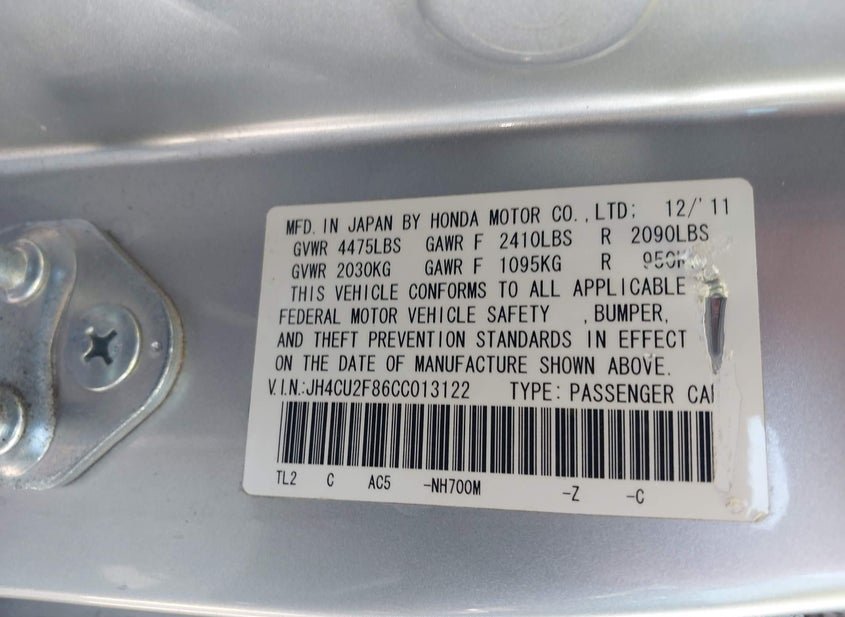 MFD. IN JAPAN BY HONDA MOTOR CO.,LTD: 12/'11
GVWR 4475LBS GAWR F 2410LBS R 2090LBS
GVWR 2030KG GAWR F 1095KG R 950K
THIS VEHICLE CONFORMS TO ALL APPLICABLE
FEDERAL MOTOR VEHICLE SAFETY ,BUMPER,
AND THEFT PREVENTION STANDARDS IN EFFECT
ON THE DATE OF MANUFACTURE SHOWN ABOVE.
V.I.N.:JH4CU2F86CC013122 TYPE: PASSENGER CA
TL2 C AC5 -NH700M -Z -C